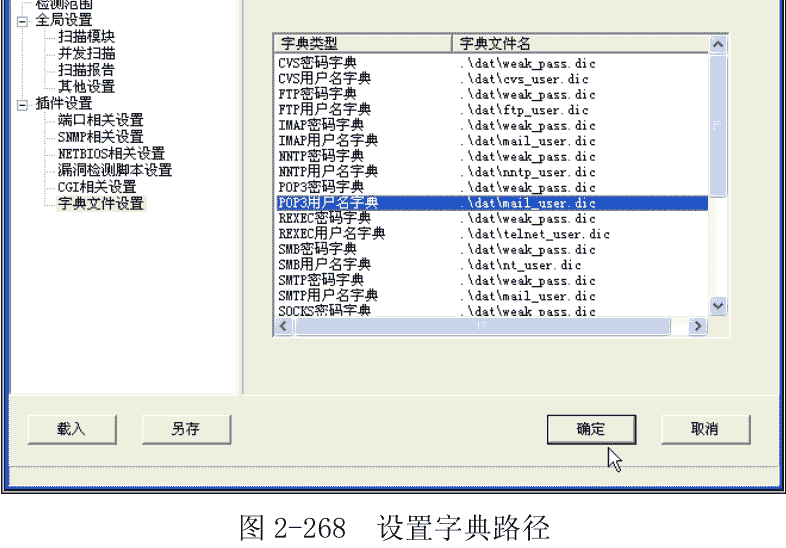 检测范围
全局设置
扫描模块
并发扫描
扫描报告
其他设置
插件设置
端口相关设置
SNMP相关设置
NETBIOS相关设置
漏洞检测脚本设置
CGI相关设置
字典文件设置
字典类型 字典文件名
CVS密码字典 .\dat\weak_pass.dic
CVS用户名字典 .\dat\cvs_user.dic
FTP密码字典 .\dat\weak_pass.dic
FTP用户名字典 .\dat\ftp_user.dic
IMAP密码字典 .\dat\weak_pass.dic
IMAP用户名字典 .\dat\mail_user.dic
NNTP密码字典 .\dat\weak_pass.dic
NNTP用户名字典 .\dat\nntp_user.dic
POP3密码字典 .\dat\weak_pass.dic
POP3用户名字典 .\dat\mail_user.dic
REXEC密码字典 .\dat\weak_pass.dic
REXEC用户名字典 .\dat\telnet_user.dic
SMB密码字典 .\dat\weak_pass.dic
SMB用户名字典 .\dat\nt_user.dic
SMTP密码字典 .\dat\weak_pass.dic
SMTP用户名字典 .\dat\mail_user.dic
SOCKS密码字典 .\dat\weak_pass.dic
载入 另存 确定 取消
图 2-268 设置字典路径